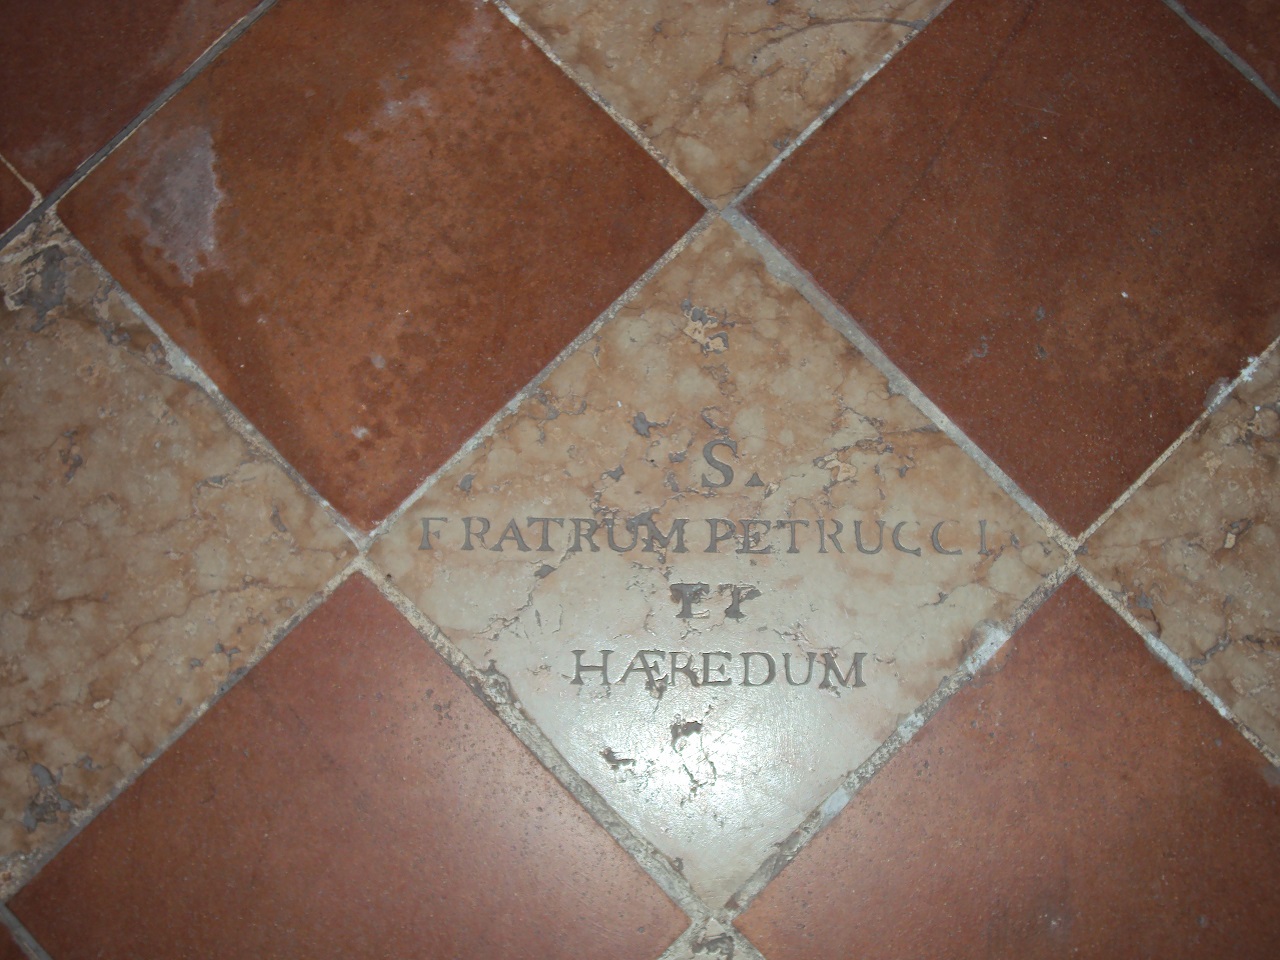 S.
FRATRUM PETRUCCI
ET
HÆREDUM